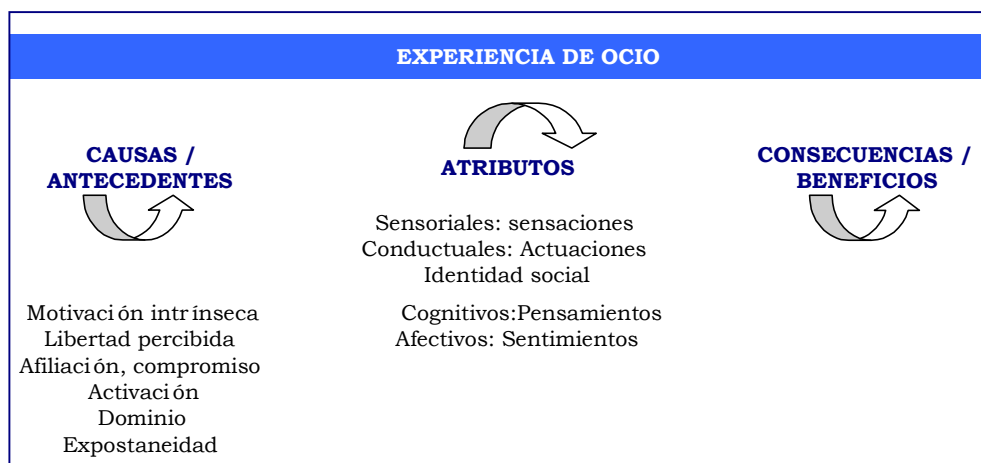 EXPERIENCIA DE OCIO
CAUSAS /
ANTECEDENTES
Motivación intrínseca
Libertad percibida
Afiliación, compromiso
Activación
Dominio
Expostaneidad
ATRIBUTOS
Sensoriales: sensaciones
Conductuales: Actuaciones
Identidad social
Cognitivos:Pensamientos
Afectivos: Sentimientos
CONSECUENCIAS /
BENEFICIOS